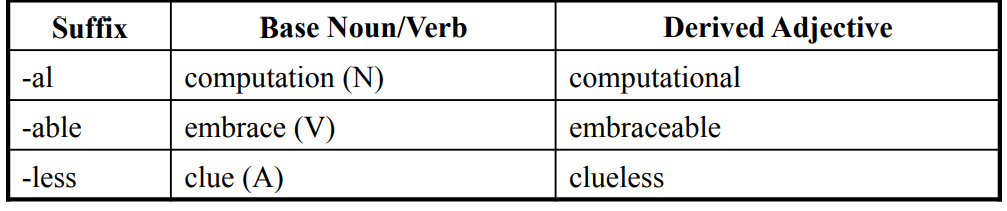 Suffix Base Noun/Verb Derived Adjective
-al computation (N) computational
-able embrace (V) embraceable
-less clue (A) clueless